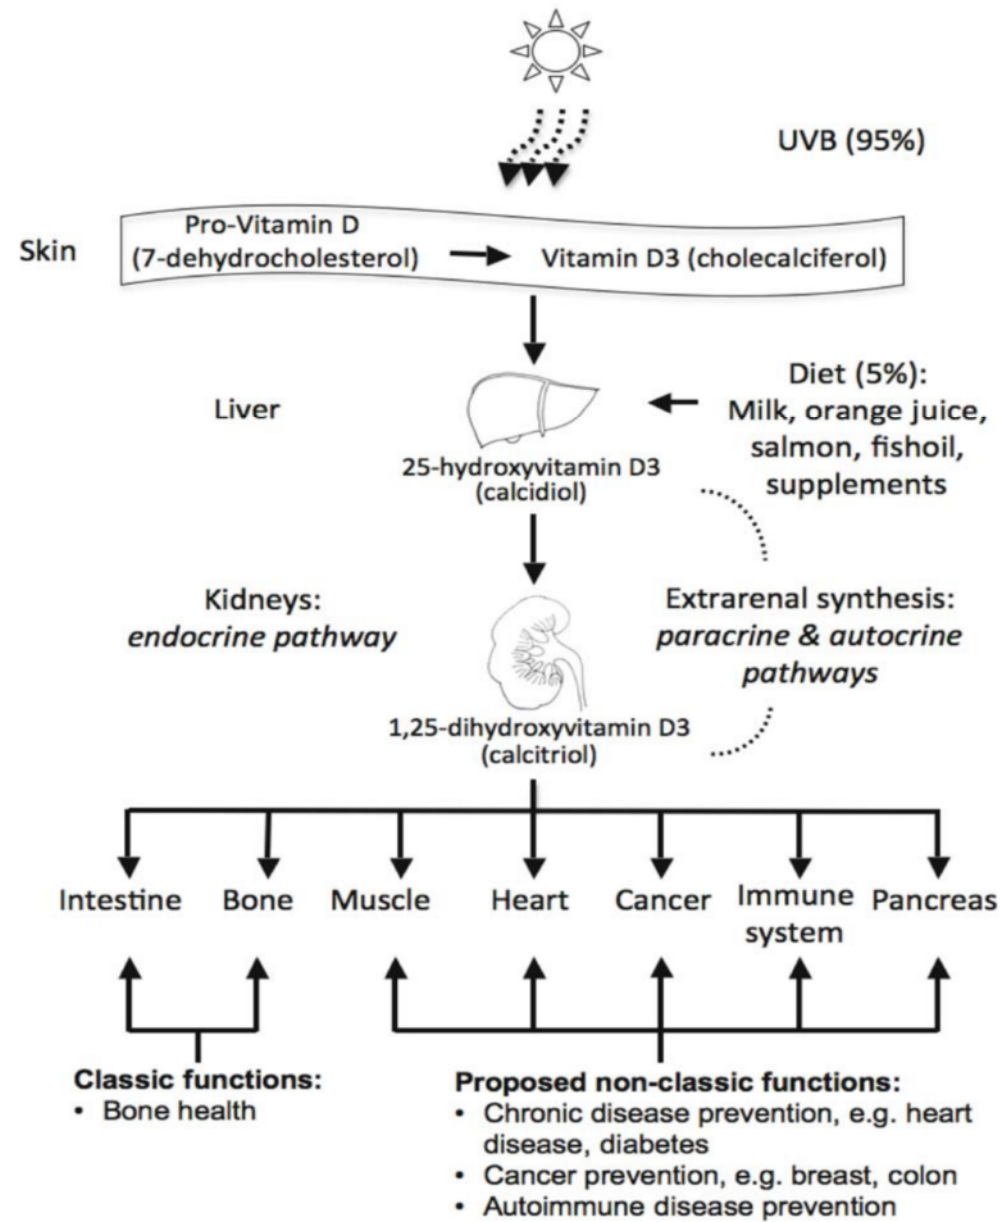 UVB (95%)
Skin
Pro-Vitamin D
(7-dehydrocholesterol)
Vitamin D3 (cholecalciferol)
Liver
Diet (5%):
Milk, orange juice,
salmon, fishoil,
supplements
25-hydroxyvitamin D3
(calcidiol)
Kidneys:
endocrine pathway
Extrarenal synthesis:
paracrine & autocrine
pathways
1,25-dihydroxyvitamin D3
(calcitriol)
Intestine
Bone
Muscle
Heart
Cancer
Immune
system
Pancreas
Classic functions:
• Bone health
Proposed non-classic functions:
• Chronic disease prevention, e.g. heart
disease, diabetes
• Cancer prevention, e.g. breast, colon
• Autoimmune disease prevention